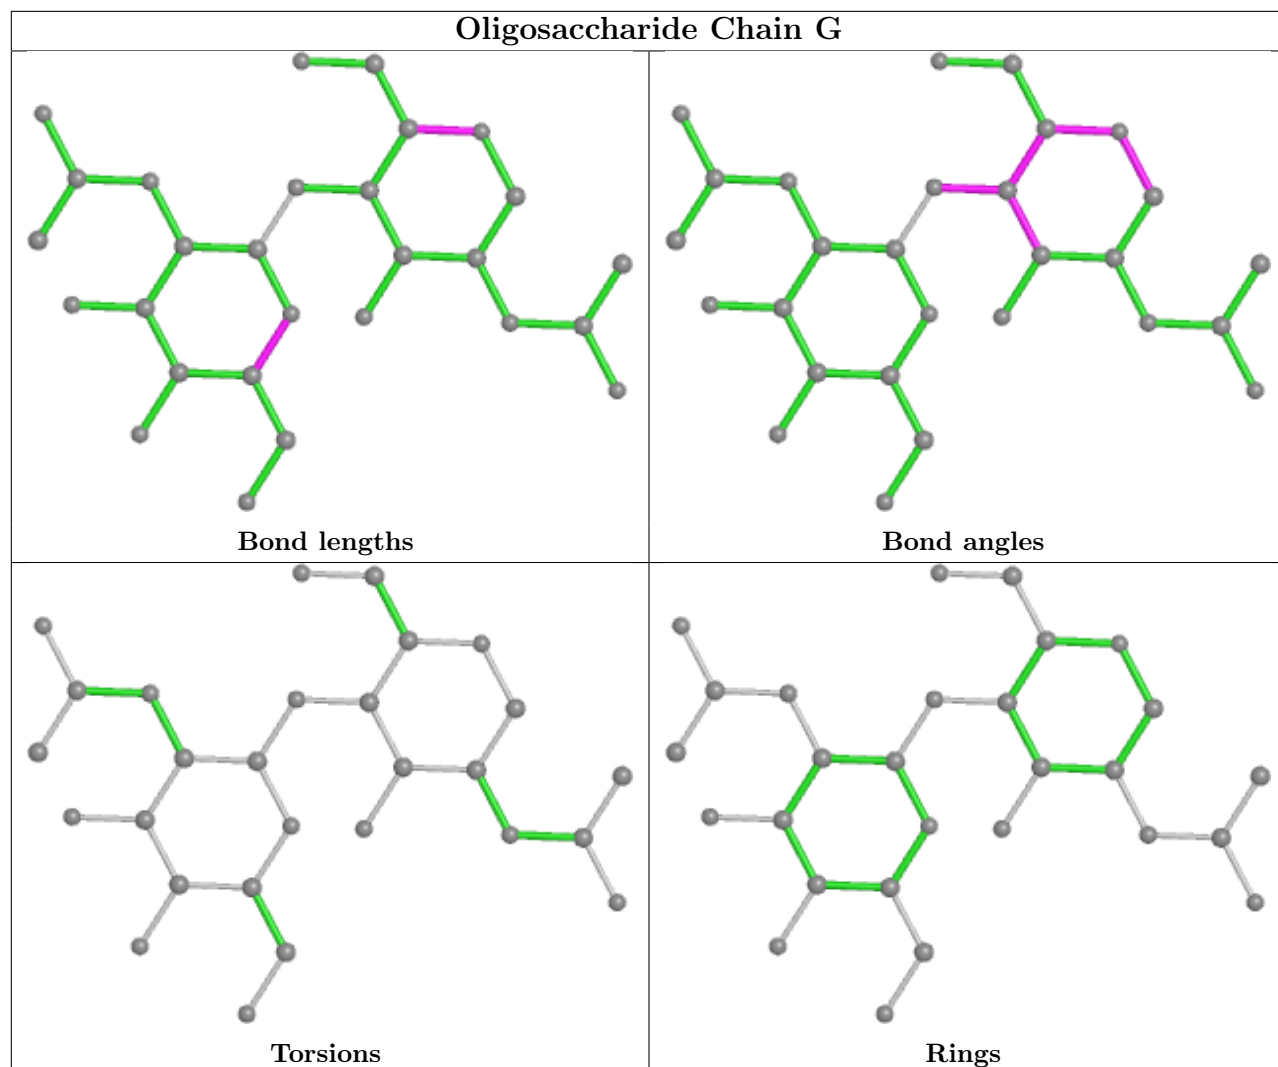 Oligosaccharide Chain G
Bond lengths
Bond angles
Torsions
Rings